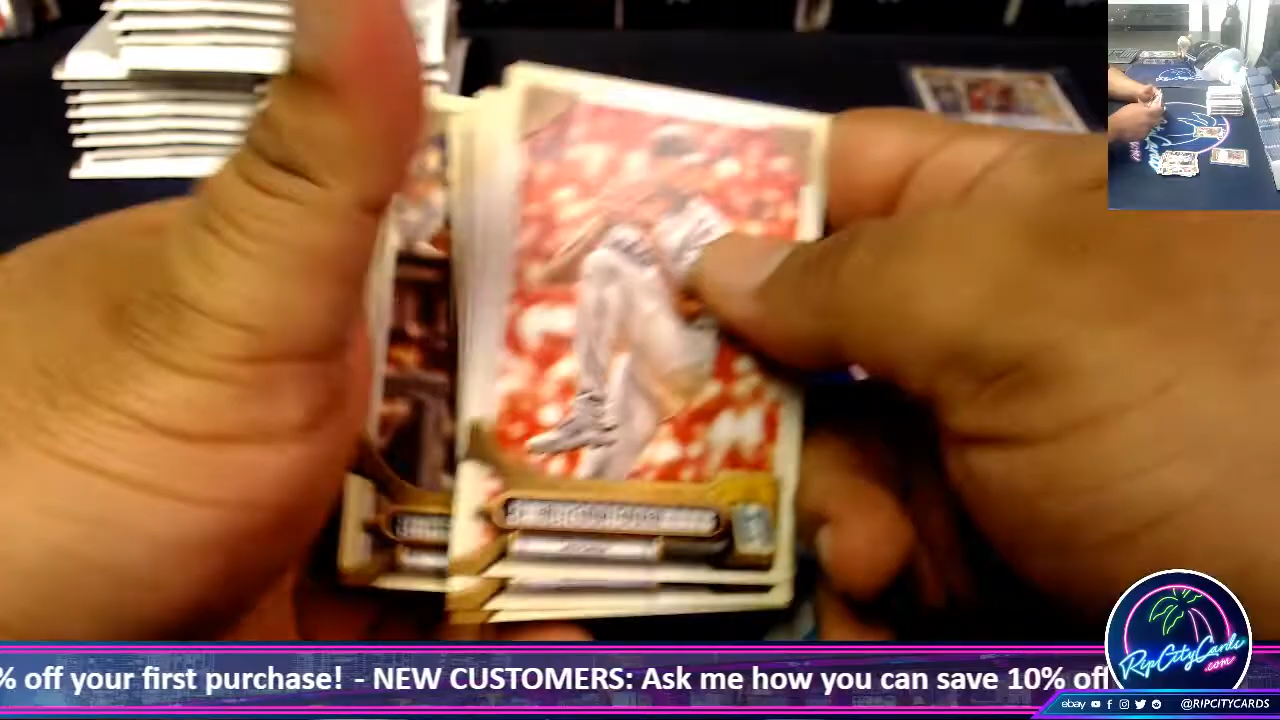 % off your first purchase! - NEW CUSTOMERS: Ask me how you can save 10% off
RipCityCards
.com
ebay @RIPCITYCARDS